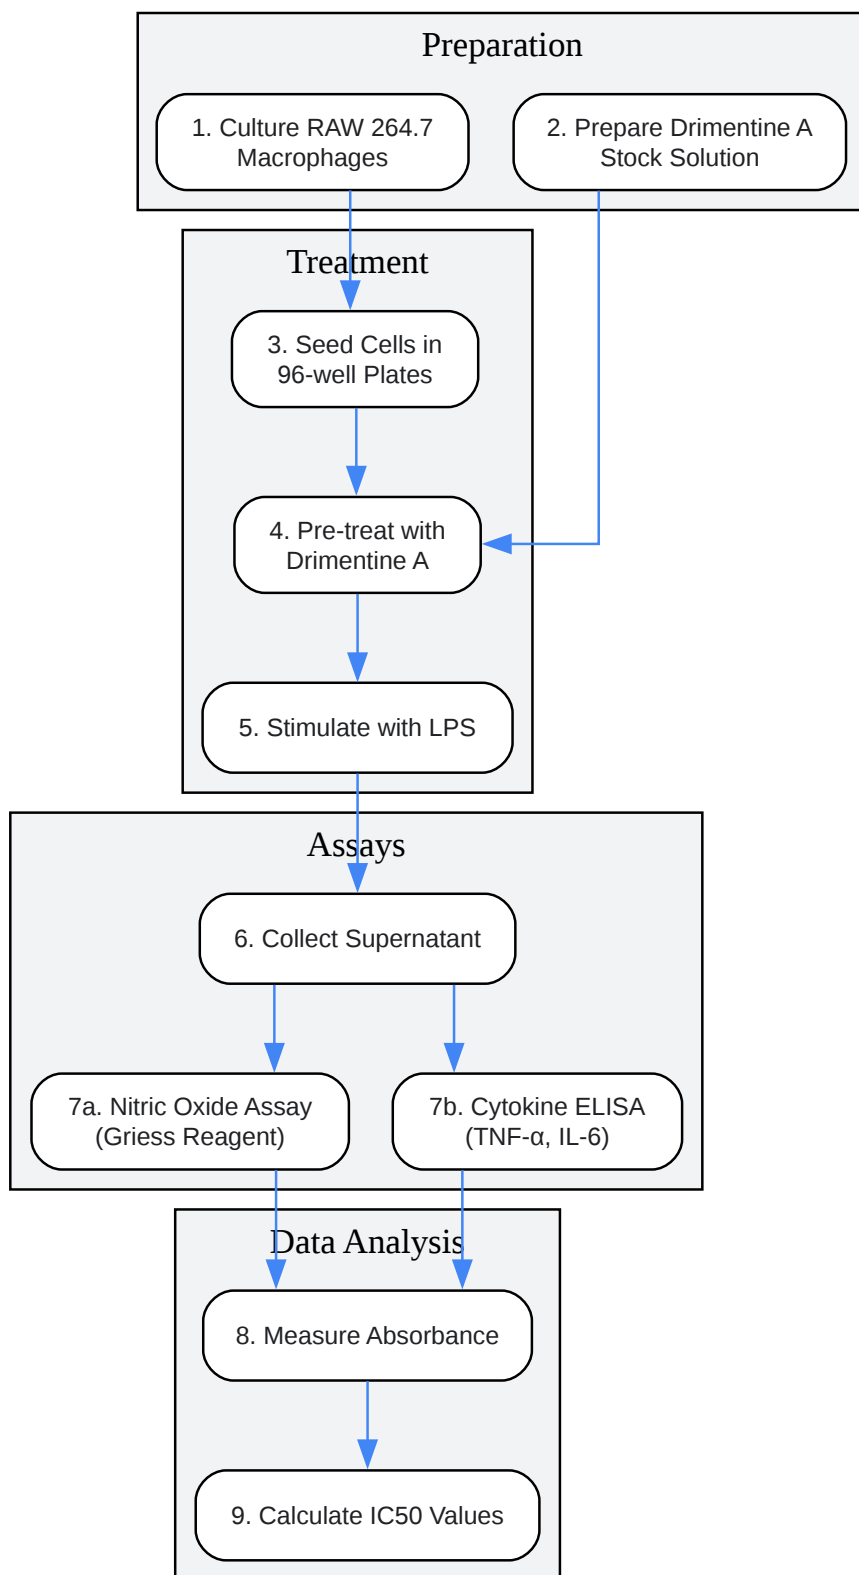 Preparation
1. Culture RAW 264.7
Macrophages
2. Prepare Drimentine A
Stock Solution
Treatment
3. Seed Cells in
96-well Plates
4. Pre-treat with
Drimentine A
5. Stimulate with LPS
Assays
6. Collect Supernatant
7a. Nitric Oxide Assay
(Griess Reagent)
7b. Cytokine ELISA
(TNF-α, IL-6)
Data Analysis
8. Measure Absorbance
9. Calculate IC50 Values